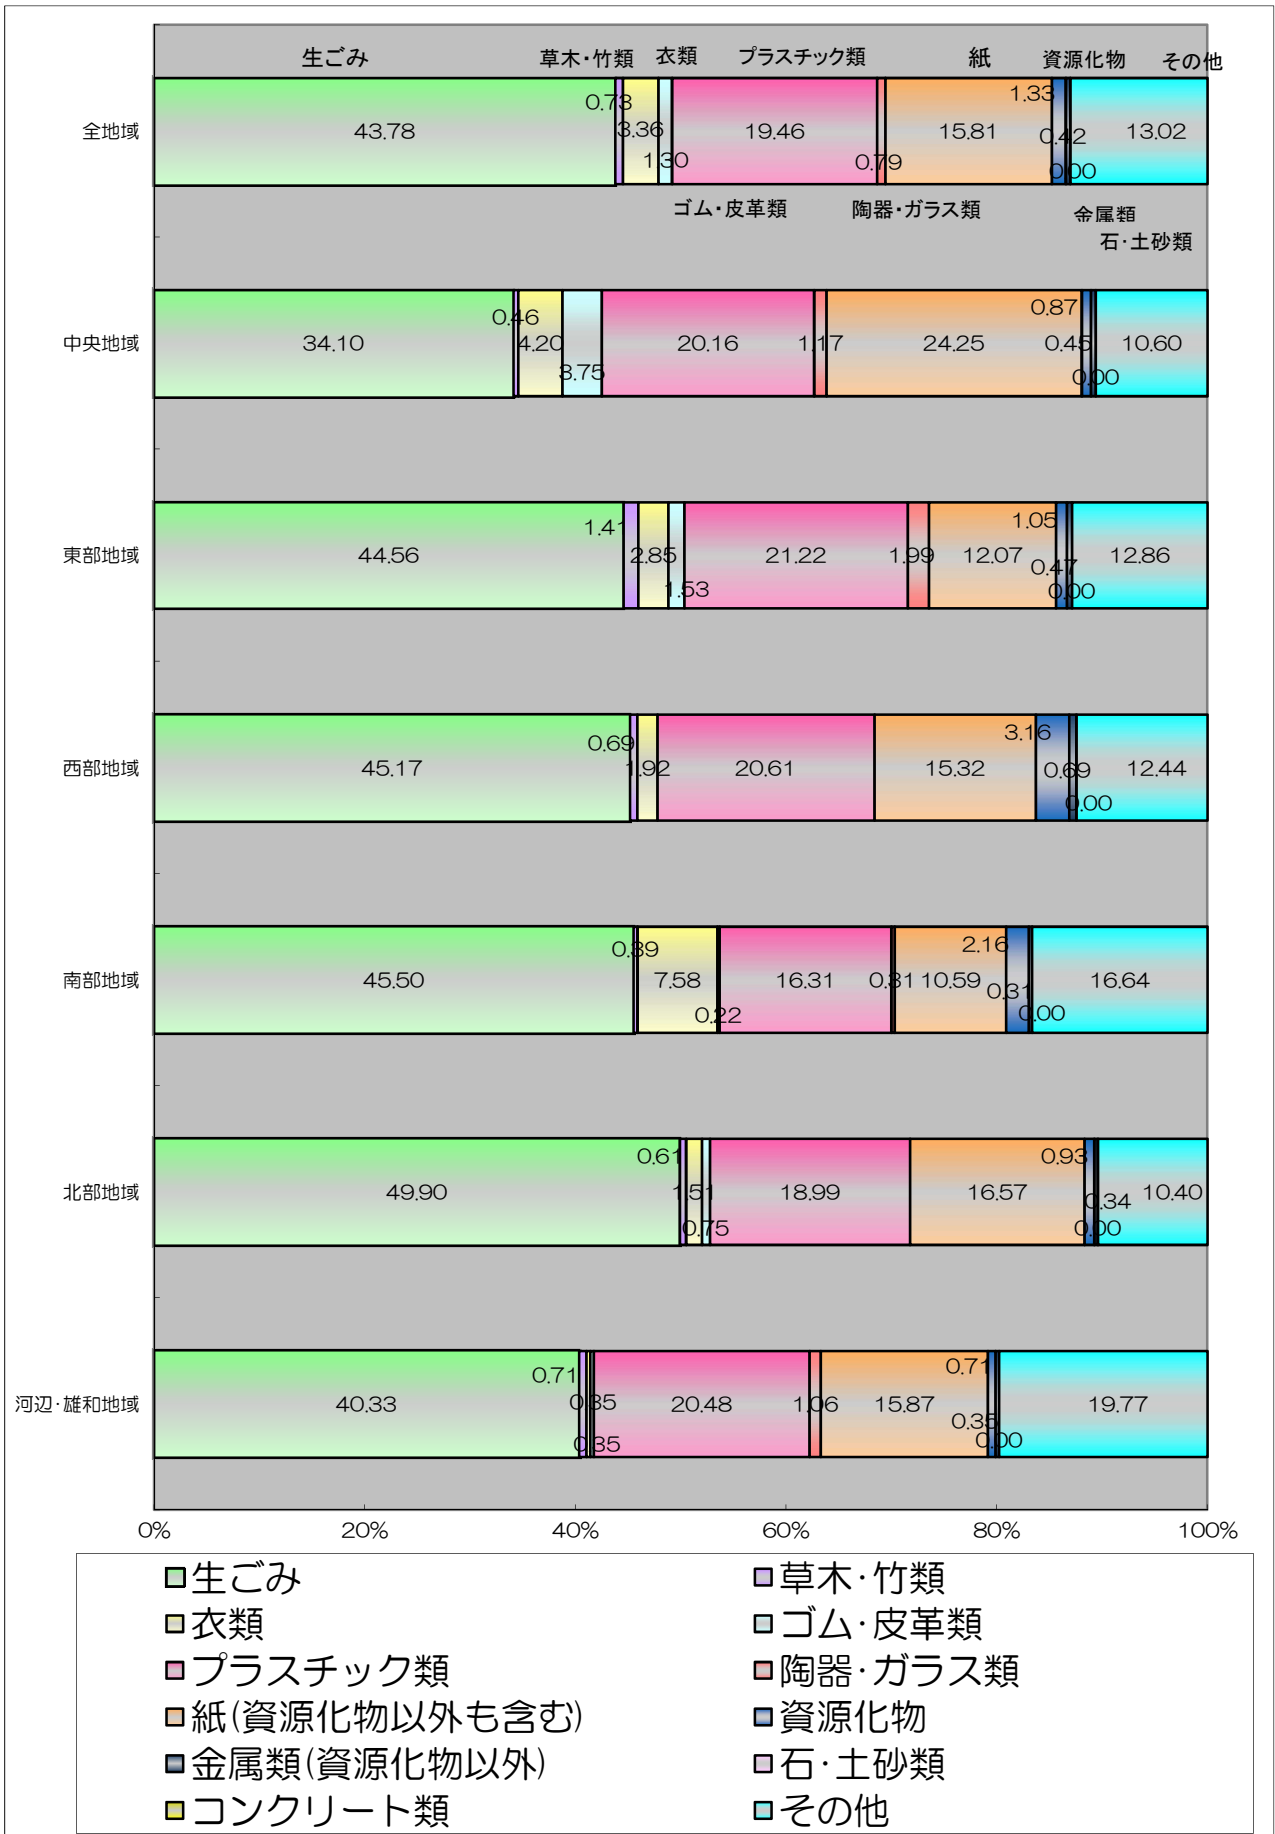 生ごみ 草木・竹類 衣類 プラスチック類 紙 資源化物 その他
全地域 43.78 0.73 3.36 1.30 19.46 0.79 15.81 1.33 0.42 0.00 13.02
ゴム・皮革類 陶器・ガラス類 金属類
石・土砂類
中央地域 34.10 0.46 4.20 3.75 20.16 1.17 24.25 0.87 0.45 0.00 10.60
東部地域 44.56 1.41 2.85 1.53 21.22 1.99 12.07 1.05 0.47 0.00 12.86
西部地域 45.17 0.69 1.92 20.61 15.32 3.16 0.69 0.00 12.44
南部地域 45.50 0.39 7.58 0.22 16.31 0.31 10.59 2.16 0.31 0.00 16.64
北部地域 49.90 0.61 1.51 0.75 18.99 16.57 0.93 0.34 0.00 10.40
河辺・雄和地域 40.33 0.71 0.35 0.35 20.48 1.06 15.87 0.71 0.35 0.00 19.77
0% 20% 40% 60% 80% 100%
生ごみ 草木・竹類
衣類 ゴム・皮革類
プラスチック類 陶器・ガラス類
紙(資源化物以外も含む) 資源化物
金属類(資源化物以外) 石・土砂類
コンクリート類 その他